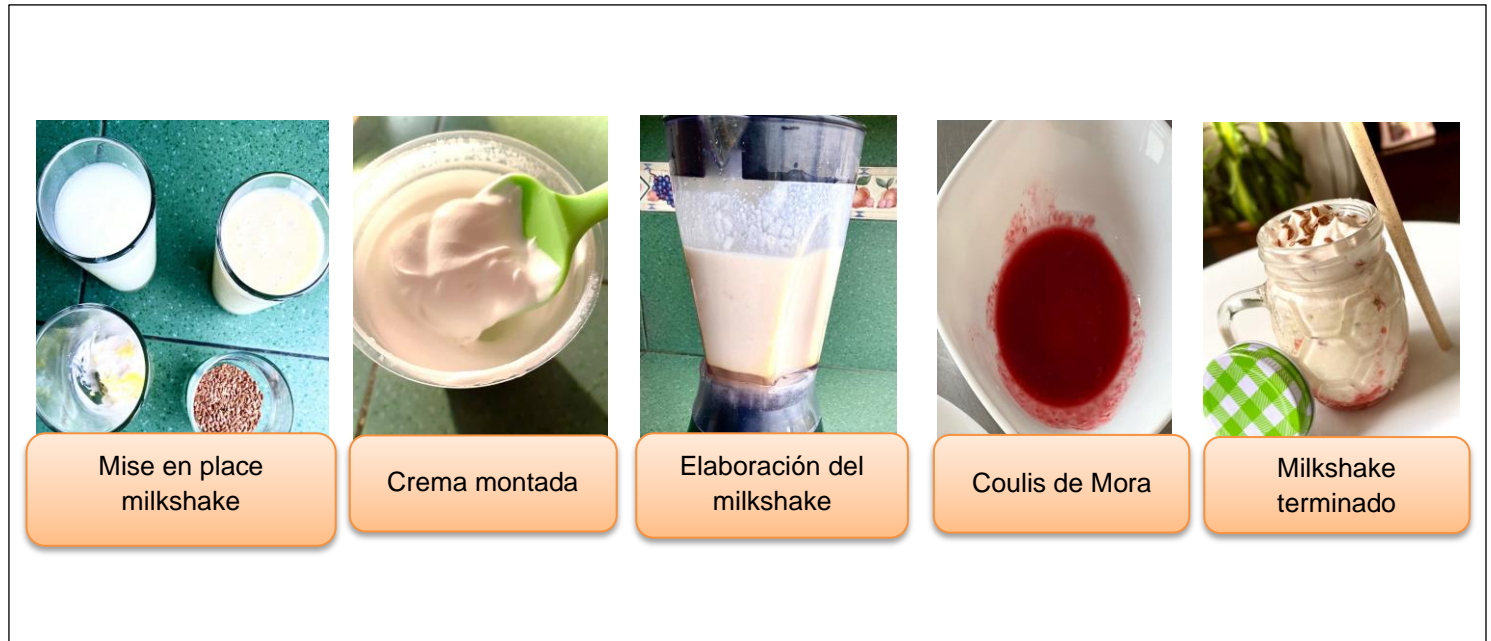 Mise en place
milkshake
Crema montada
Elaboración del
milkshake
Coulis de Mora
Milkshake
terminado